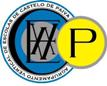 AGRUPAMENTO VERTICAL DE ESCOLAS DE CASTELO DE PAIVA
P